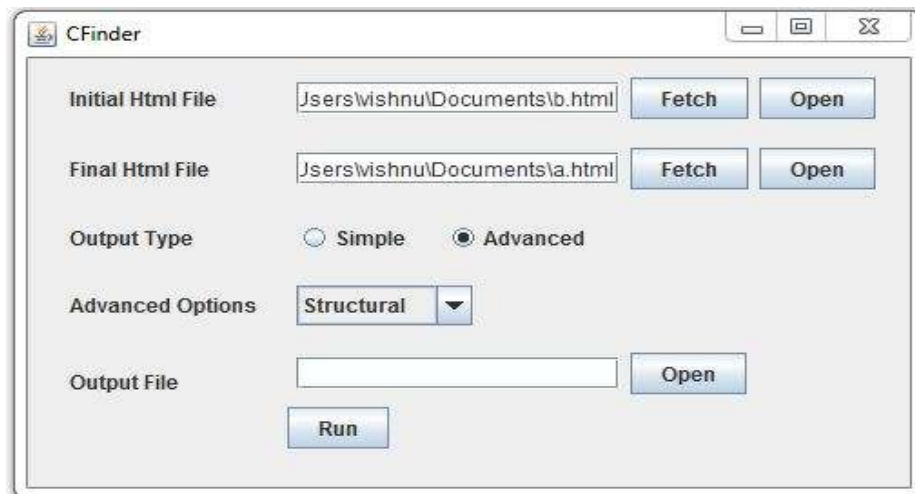 CFinder
Initial Html File Jsers\vishnu\Documents\b.html Fetch Open
Final Html File Jsers\vishnu\Documents\a.html Fetch Open
Output Type Simple Advanced
Advanced Options Structural
Output File Open
Run